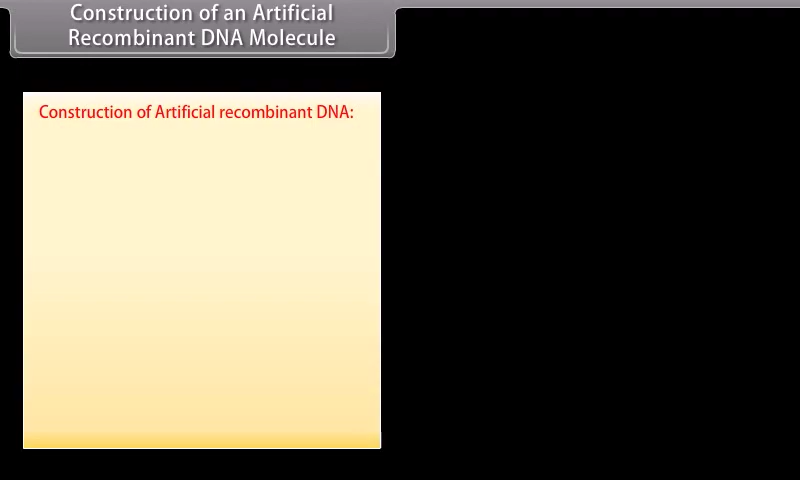 Construction of an Artificial
Recombinant DNA Molecule
Construction of Artificial recombinant DNA: